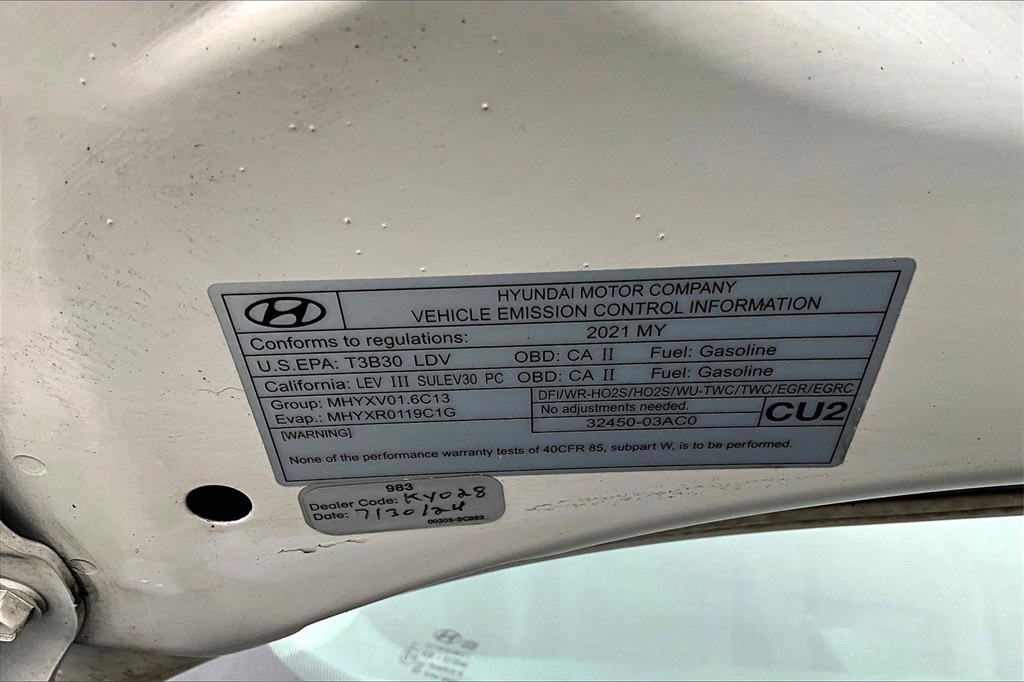 HYUNDAI MOTOR COMPANY
VEHICLE EMISSION CONTROL INFORMATION
Conforms to regulations: 2021 MY
U.S.EPA: T3B30 LDV OBD: CA II Fuel: Gasoline
California: LEV III SULEV30 PC OBD: CA II Fuel: Gasoline
Group: MHYXV01.6C13
Evap.: MHYXR0119C1G
DFI/WR-HO2S/HO2S/WU-TWC/TWC/EGR/EGRC
No adjustments needed.
32450-03AC0
CU2
[WARNING]
None of the performance warranty tests of 40CFR 85, subpart W, is to be performed.
983
Dealer Code: KY028
Date: 7/30/24
00305-SC983